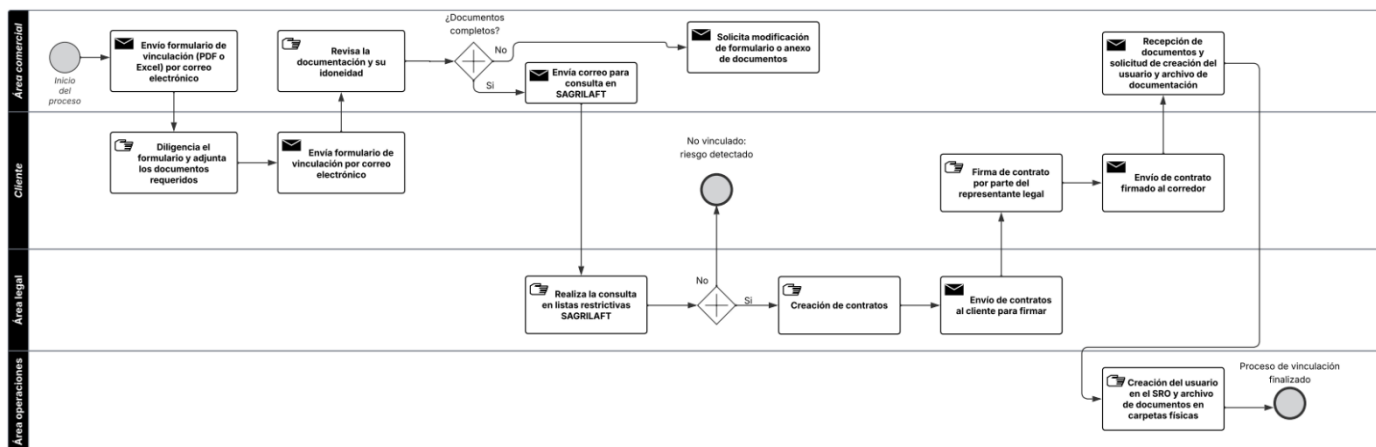 Área comercial
Inicio
del
proceso
Envío formulario de
vinculación (PDF o
Excel) por correo
electrónico
Revisa la
documentación y su
idoneidad
¿Documentos
completos?
No
Si
Solicita modificación
de formulario o anexo
de documentos
Envía correo para
consulta en
SAGRILAFT
Recepción de
documentos y
solicitud de creación del
usuario y archivo de
documentación
Cliente
Diligencia el
formulario y adjunta
los documentos
requeridos
Envía formulario de
vinculación por correo
electrónico
No vinculado:
riesgo detectado
Firma de contrato
por parte del
representante legal
Envío de contrato
firmado al corredor
Área legal
Realiza la consulta
en listas restrictivas
SAGRILAFT
No
Si
Creación de contratos
Envío de contratos
al cliente para firmar
Área operaciones
Creación del usuario
en el SRO y archivo
de documentos en
carpetas físicas
Proceso de vinculación
finalizado